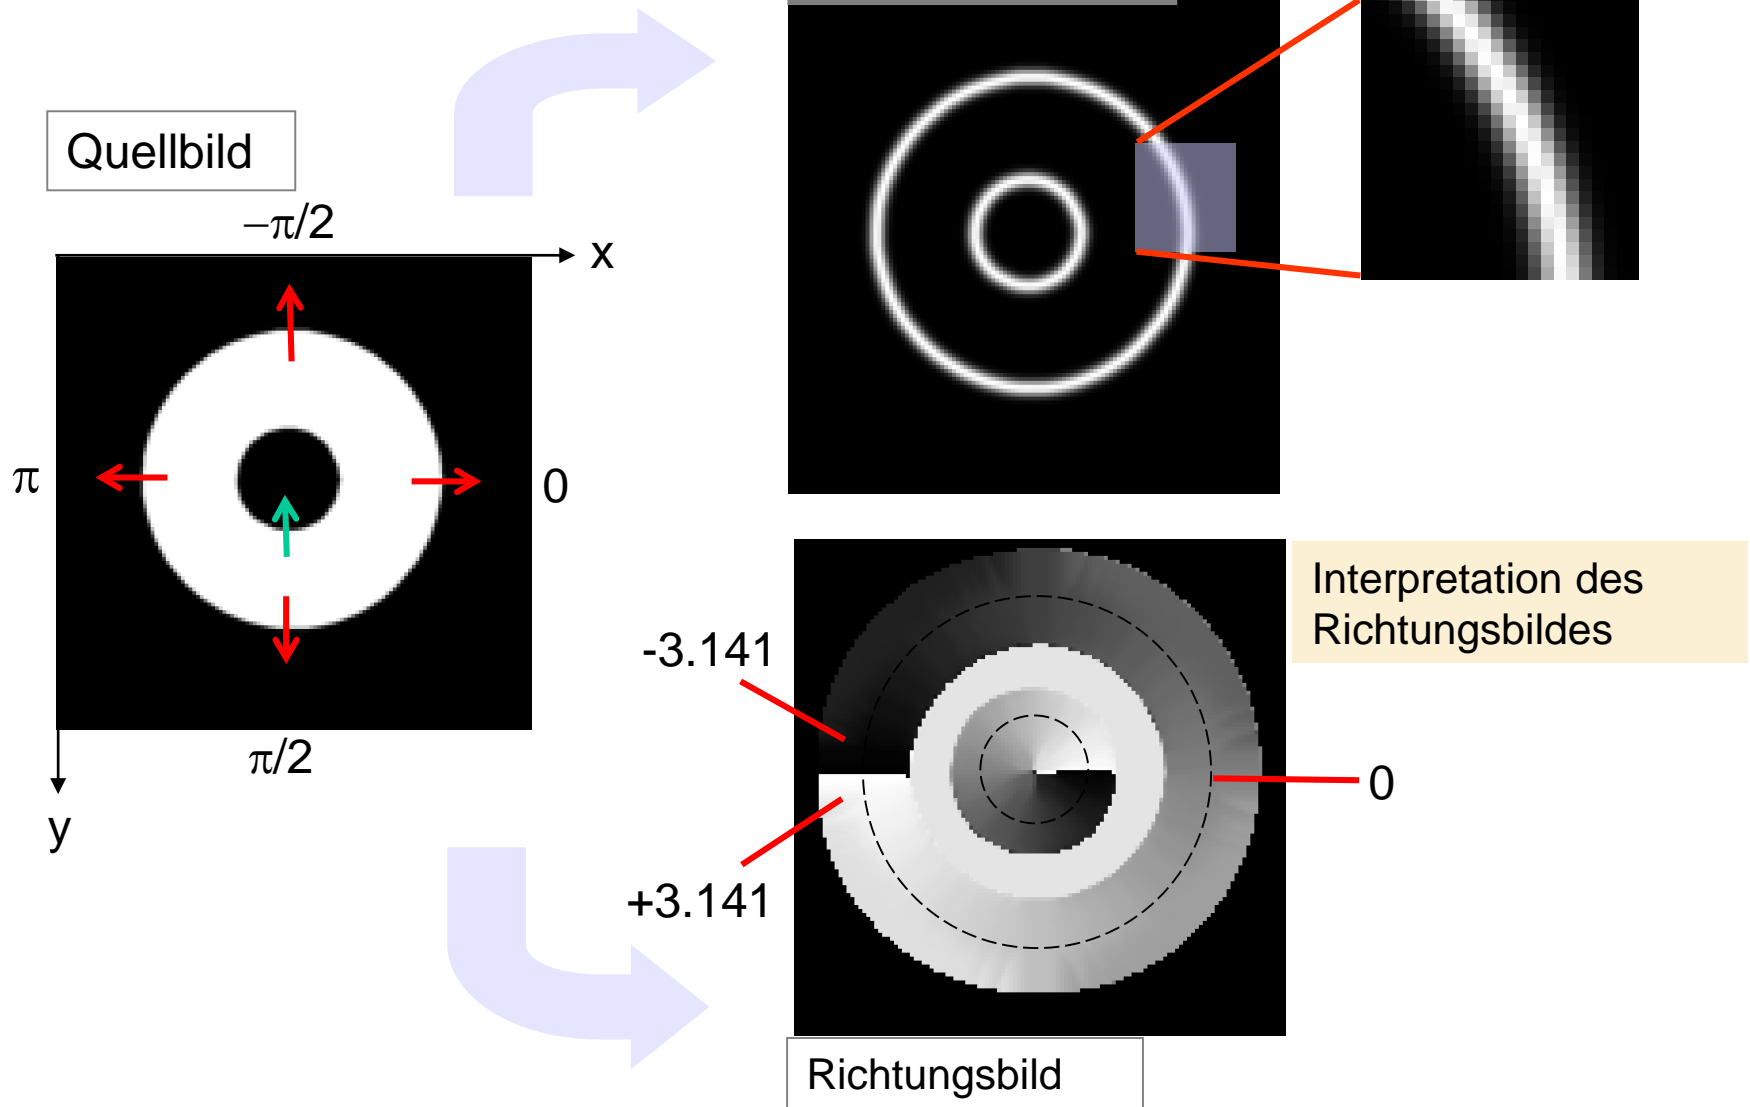 Quellbild
−π/2
x
π
0
π/2
y
Interpretation des
Richtungsbildes
-3.141
0
+3.141
Richtungsbild